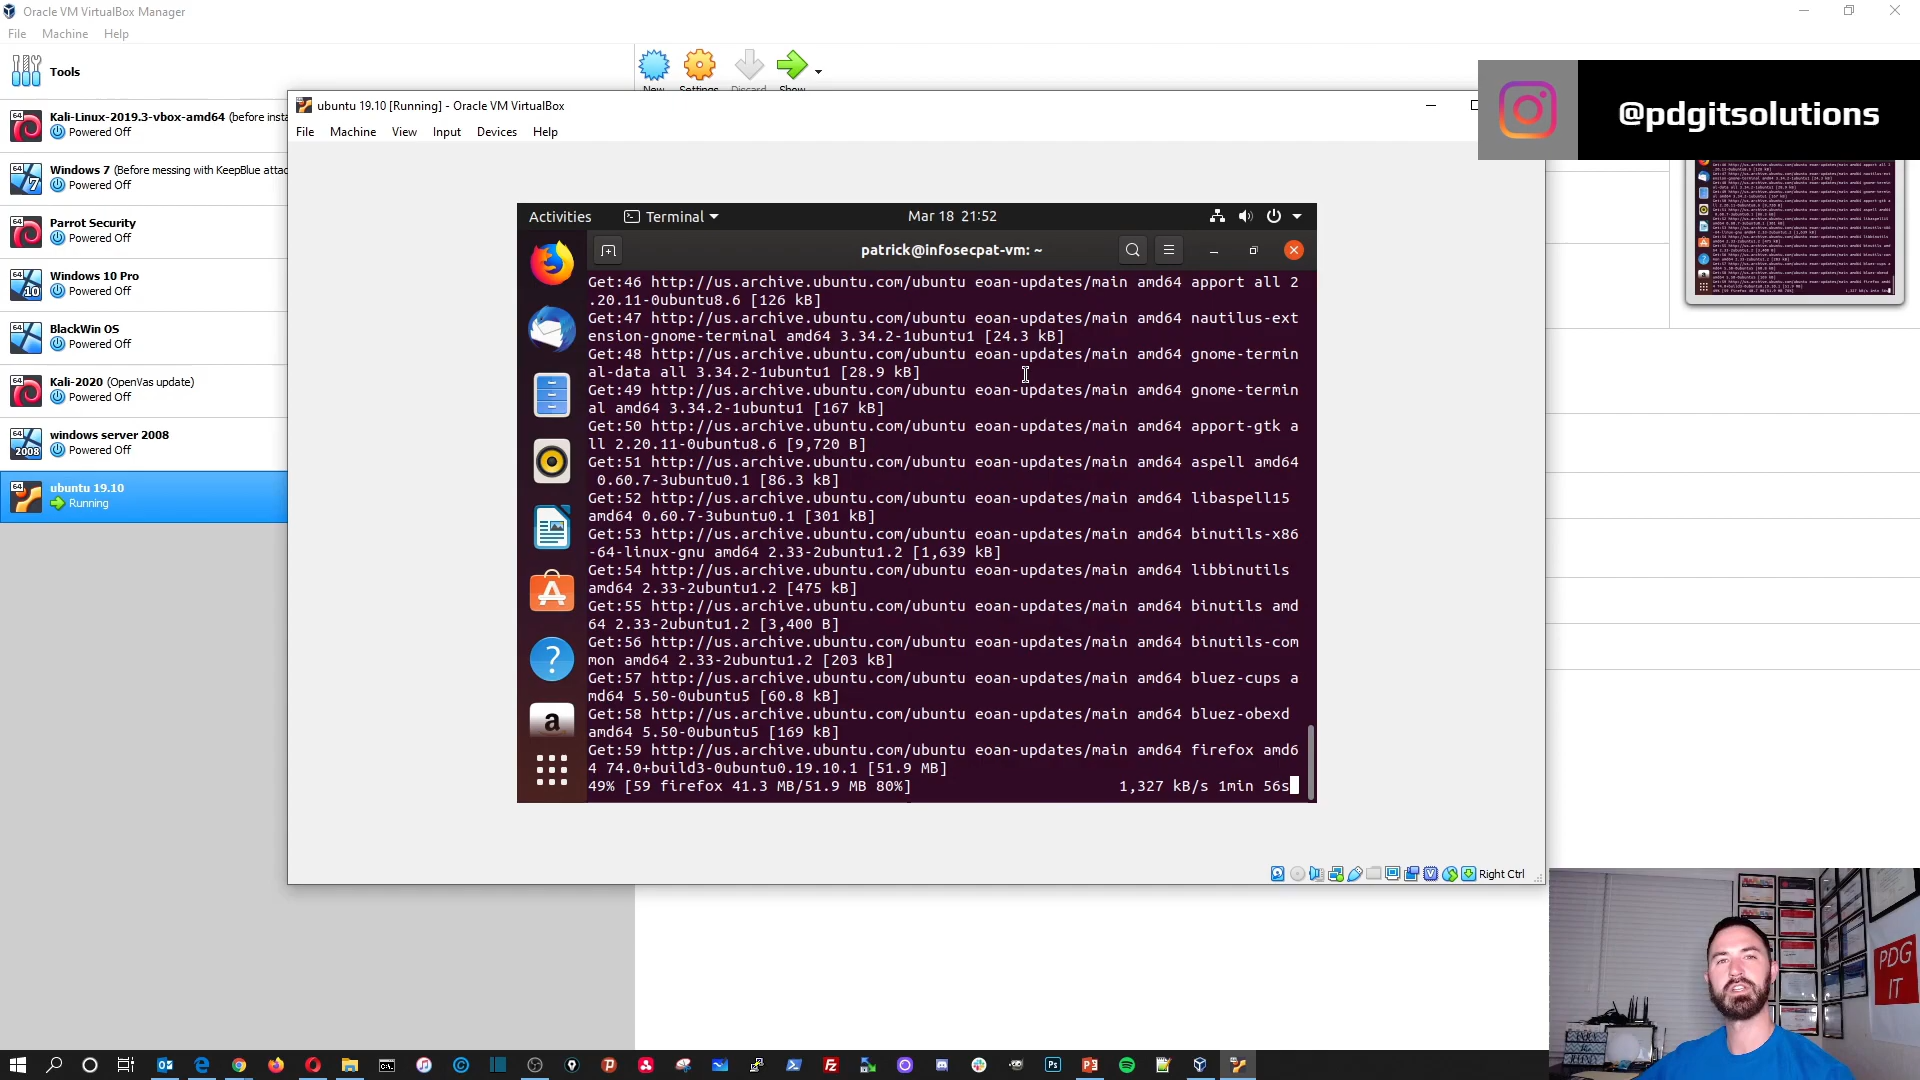 Oracle VM VirtualBox Manager
File Machine Help
Tools
New Settings Discard Show
Kali-Linux-2019.3-vbox-amd64 (before insta
Powered Off
Windows 7 (Before messing with KeepBlue attac
Powered Off
Parrot Security
Powered Off
Windows 10 Pro
Powered Off
BlackWin OS
Powered Off
Kali-2020 (OpenVas update)
Powered Off
windows server 2008
Powered Off
ubuntu 19.10
Running
ubuntu 19.10 [Running] - Oracle VM VirtualBox
File Machine View Input Devices Help
@pdgitsolutions
Activities Terminal Mar 18 21:52
patrick@infosecpat-vm: ~
Get:46 http://us.archive.ubuntu.com/ubuntu eoan-updates/main amd64 apport all 2
.20.11-0ubuntu8.6 [126 kB]
Get:47 http://us.archive.ubuntu.com/ubuntu eoan-updates/main amd64 nautilus-ext
ension-gnome-terminal amd64 3.34.2-1ubuntu1 [24.3 kB]
Get:48 http://us.archive.ubuntu.com/ubuntu eoan-updates/main amd64 gnome-termin
al-data all 3.34.2-1ubuntu1 [28.9 kB]
Get:49 http://us.archive.ubuntu.com/ubuntu eoan-updates/main amd64 gnome-termin
al amd64 3.34.2-1ubuntu1 [167 kB]
Get:50 http://us.archive.ubuntu.com/ubuntu eoan-updates/main amd64 apport-gtk a
ll 2.20.11-0ubuntu8.6 [9,720 B]
Get:51 http://us.archive.ubuntu.com/ubuntu eoan-updates/main amd64 aspell amd64
0.60.7-3ubuntu0.1 [86.3 kB]
Get:52 http://us.archive.ubuntu.com/ubuntu eoan-updates/main amd64 libaspell15
amd64 0.60.7-3ubuntu0.1 [301 kB]
Get:53 http://us.archive.ubuntu.com/ubuntu eoan-updates/main amd64 binutils-x86
-64-linux-gnu amd64 2.33-2ubuntu1.2 [1,639 kB]
Get:54 http://us.archive.ubuntu.com/ubuntu eoan-updates/main amd64 libbinutils
amd64 2.33-2ubuntu1.2 [475 kB]
Get:55 http://us.archive.ubuntu.com/ubuntu eoan-updates/main amd64 binutils amd
64 2.33-2ubuntu1.2 [3,400 B]
Get:56 http://us.archive.ubuntu.com/ubuntu eoan-updates/main amd64 binutils-com
mon amd64 2.33-2ubuntu1.2 [203 kB]
Get:57 http://us.archive.ubuntu.com/ubuntu eoan-updates/main amd64 bluez-cups a
md64 5.50-0ubuntu5 [60.8 kB]
Get:58 http://us.archive.ubuntu.com/ubuntu eoan-updates/main amd64 bluez-obexd
amd64 5.50-0ubuntu5 [169 kB]
Get:59 http://us.archive.ubuntu.com/ubuntu eoan-updates/main amd64 firefox amd6
4 74.0+build3-0ubuntu0.19.10.1 [51.9 MB]
49% [59 firefox 41.3 MB/51.9 MB 80%] 1,327 kB/s 1min 56s
Right Ctrl
PDG
IT